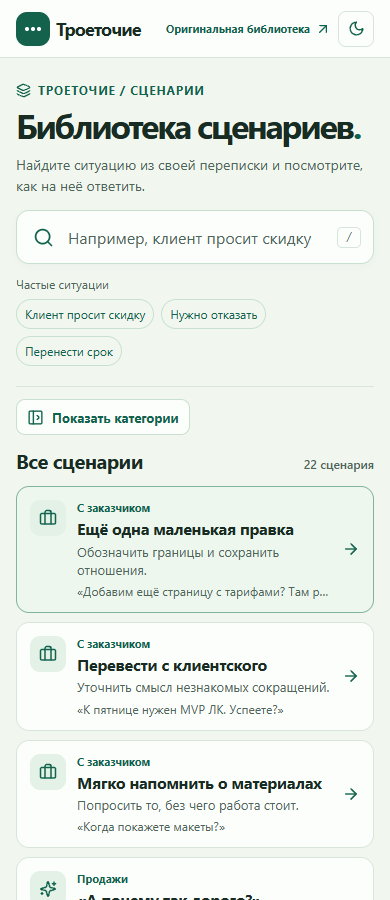 Троеточие
Оригинальная библиотека
ТРОЕТОЧИЕ / СЦЕНАРИИ
Библиотека сценариев.
Найдите ситуацию из своей переписки и посмотрите,
как на неё ответить.
Например, клиент просит скидку
/
Частые ситуации
Клиент просит скидку
Нужно отказать
Перенести срок
Показать категории
Все сценарии
22 сценария
С заказчиком
Ещё одна маленькая правка
Обозначить границы и сохранить
отношения.
«Добавим ещё страницу с тарифами? Там р...
С заказчиком
Перевести с клиентского
Уточнить смысл незнакомых сокращений.
«К пятнице нужен MVP ЛК. Успеете?»
С заказчиком
Мягко напомнить о материалах
Попросить то, без чего работа стоит.
«Когда покажете макеты?»
Продажи
«А почему так дорого?»